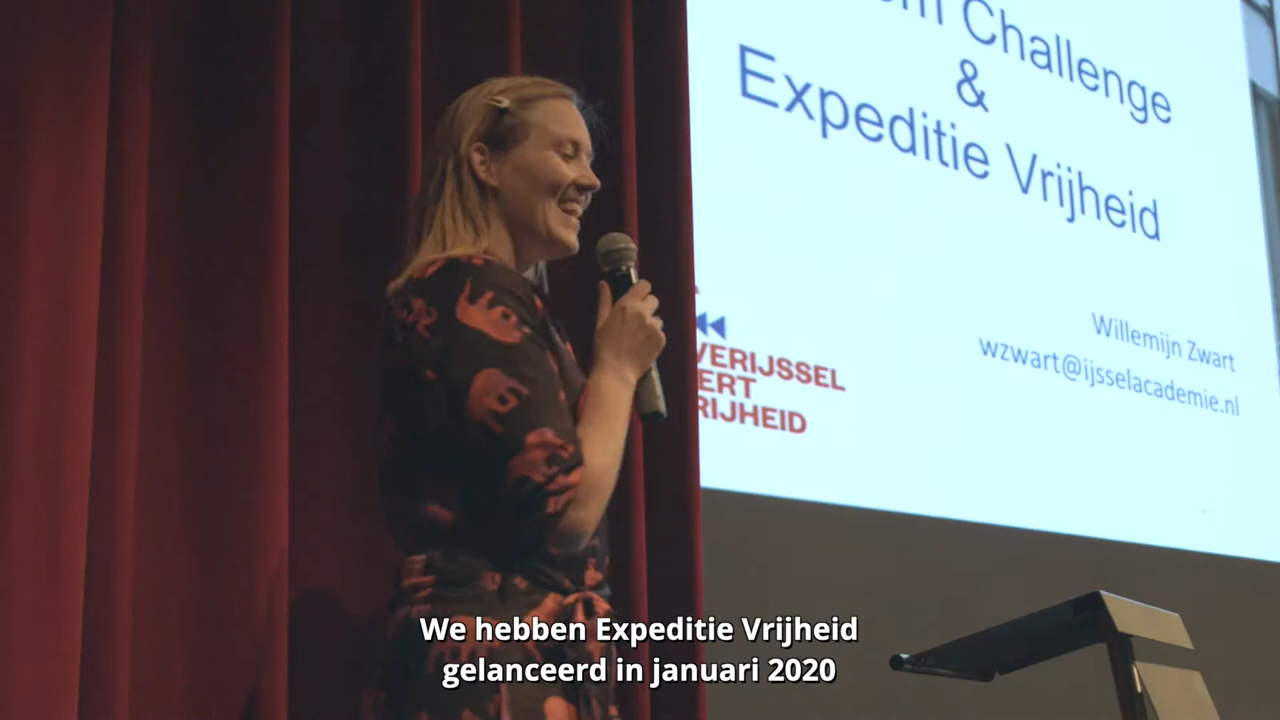 Challenge
&
Expeditie Vrijheid
Willemijn Zwart
wzwart@ijsselacademie.nl
VERIJSSEL
ERT
RIJHEID
We hebben Expeditie Vrijheid
gelanceerd in januari 2020